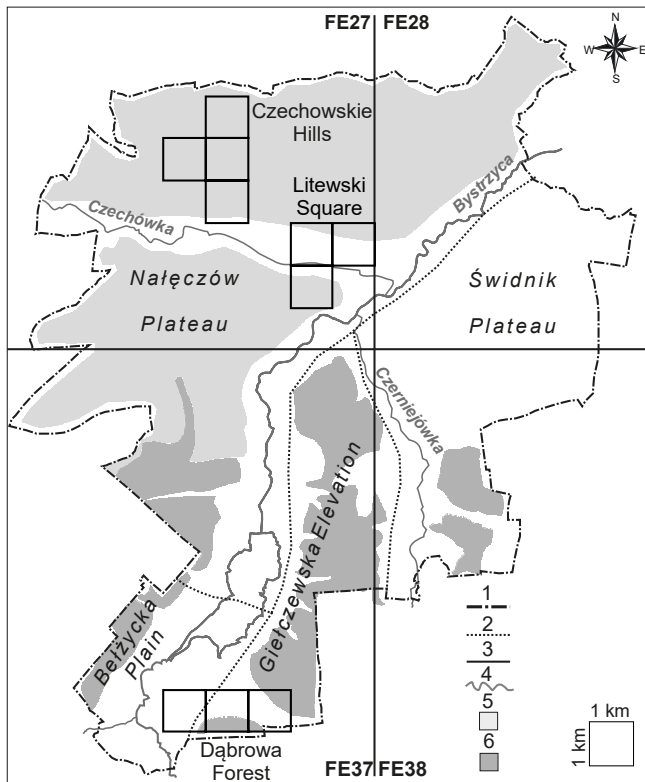 FE27 FE28
N
W E
S
Czechowskie
Hills
Litewski
Square
Bystrzyca
Czechówka
Nałęczów
Plateau
Świdnik
Plateau
Czerniejówka
Giełczewska Elevation
Bełżycka
Plain
Dąbrowa
Forest
FE37 FE38
1
2
3
4
5
6
1 km
1 km